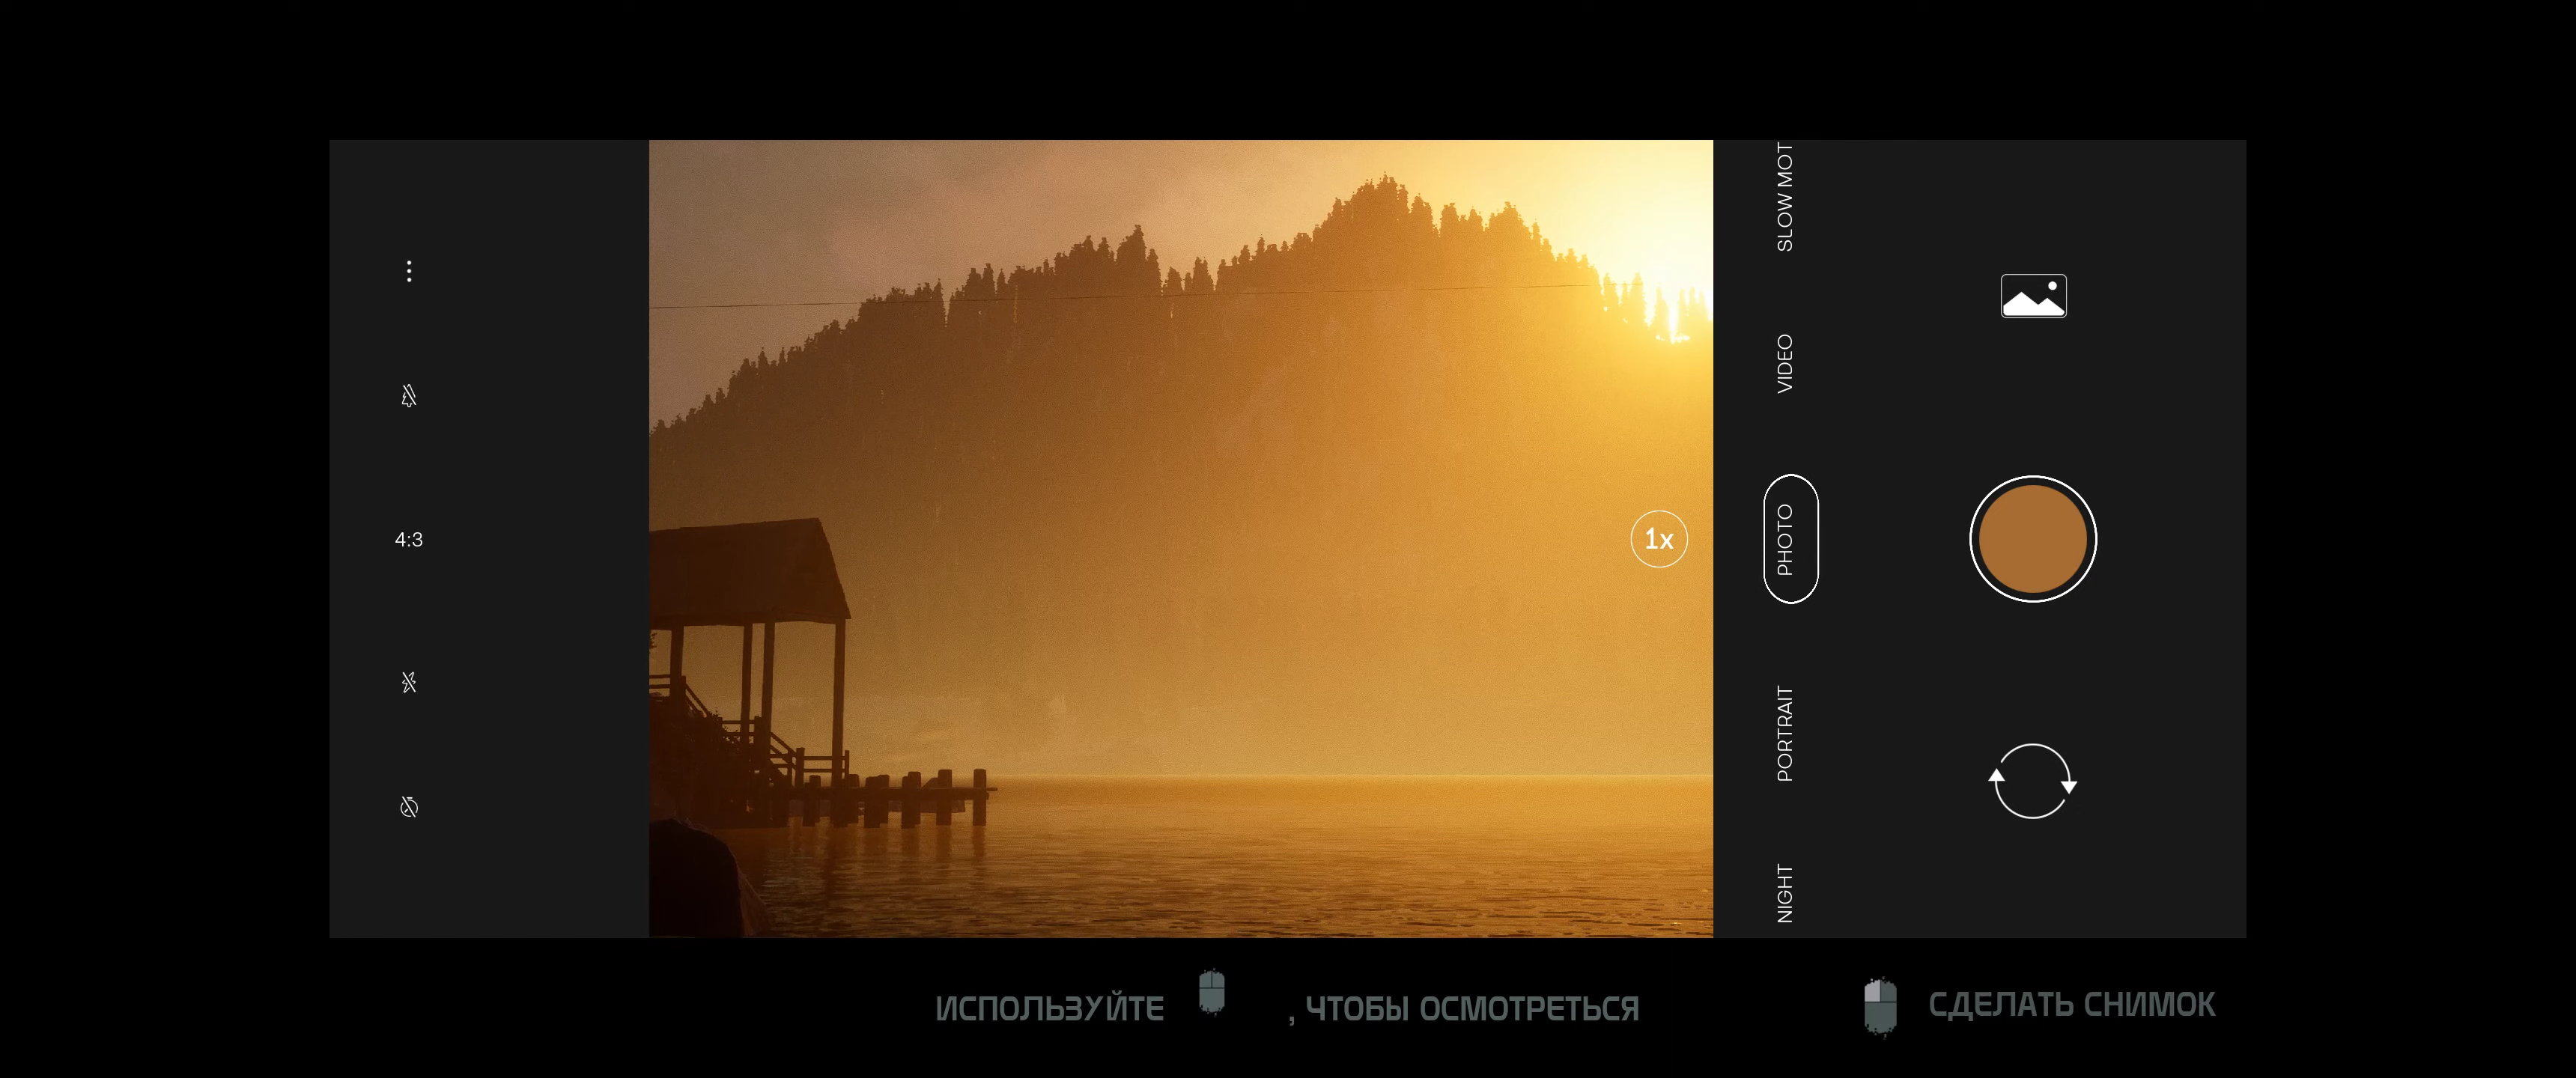 SLOW MOT
VIDEO
4:3
1x
PHOTO
PORTRAIT
NIGHT
ИСПОЛЬЗУЙТЕ , ЧТОБЫ ОСМОТРЕТЬСЯ
СДЕЛАТЬ СНИМОК